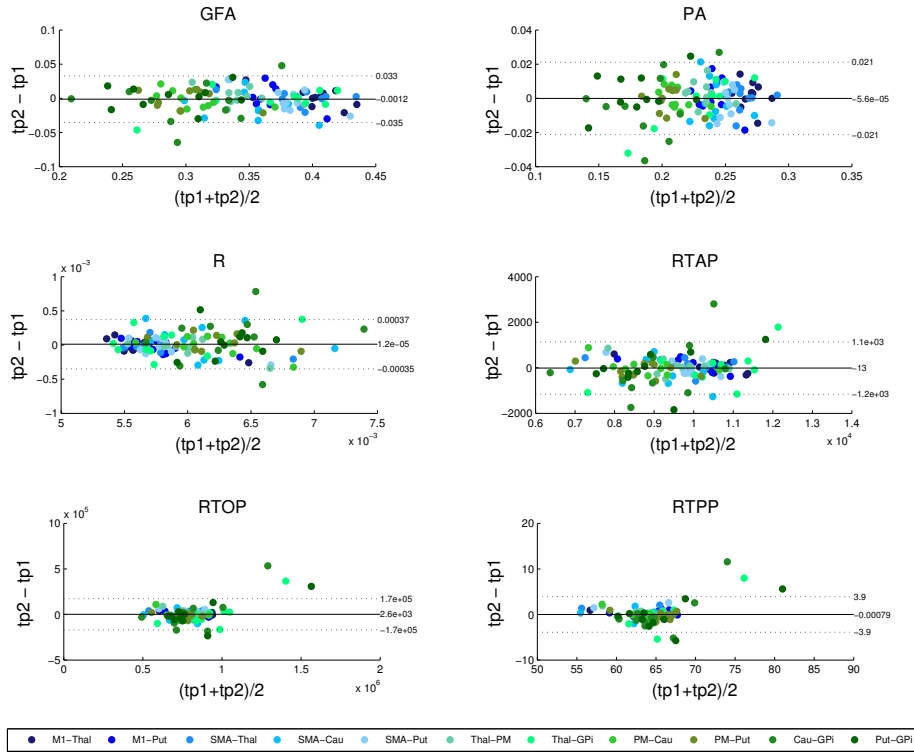 GFA
tp2 − tp1
0.1
0.05
0
−0.05
−0.1
0.033
−0.0012
−0.035
0.2 0.25 0.3 0.35 0.4 0.45
(tp1+tp2)/2
PA
tp2 − tp1
0.04
0.02
0
−0.02
−0.04
0.021
−5.6e−05
−0.021
0.1 0.15 0.2 0.25 0.3 0.35
(tp1+tp2)/2
R
x 10⁻³
tp2 − tp1
1
0.5
0
−0.5
−1
0.00037
1.2e−05
−0.00035
5 5.5 6 6.5 7 7.5
x 10⁻³
(tp1+tp2)/2
RTAP
tp2 − tp1
4000
2000
0
−2000
1.1e+03
−13
−1.2e+03
0.6 0.7 0.8 0.9 1 1.1 1.2 1.3 1.4
x 10⁴
(tp1+tp2)/2
RTOP
x 10⁵
tp2 − tp1
10
5
0
−5
1.7e+05
2.6e+03
−1.7e+05
0 0.5 1 1.5 2
x 10⁶
(tp1+tp2)/2
RTPP
tp2 − tp1
20
10
0
−10
3.9
−0.00079
−3.9
50 55 60 65 70 75 80 85 90
(tp1+tp2)/2
M1−Thal M1−Put SMA−Thal SMA−Cau SMA−Put Thal−PM Thal−GPi PM−Cau PM−Put Cau−GPi Put−GPi